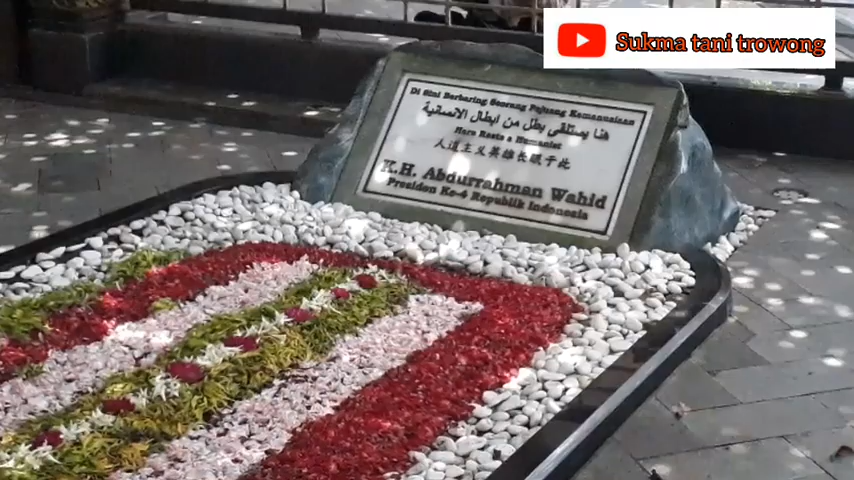 Sukma tani trowong
Di Sini Berbaring Seorang Pejuang Kemanusiaan
هنا يلتقي بطل من ابطال الانسانية
Here Rests a Humanist
人道主义英雄长眠于此
K.H. Abdurrahman Wahid
Presiden Ke-4 Republik Indonesia